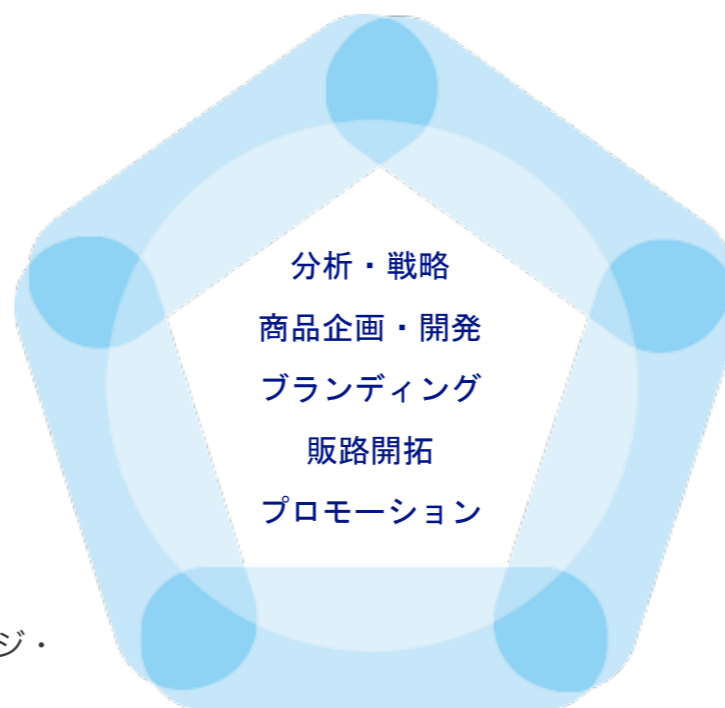 分析・戦略
商品企画・開発
ブランディング
販路開拓
プロモーション
ジ・